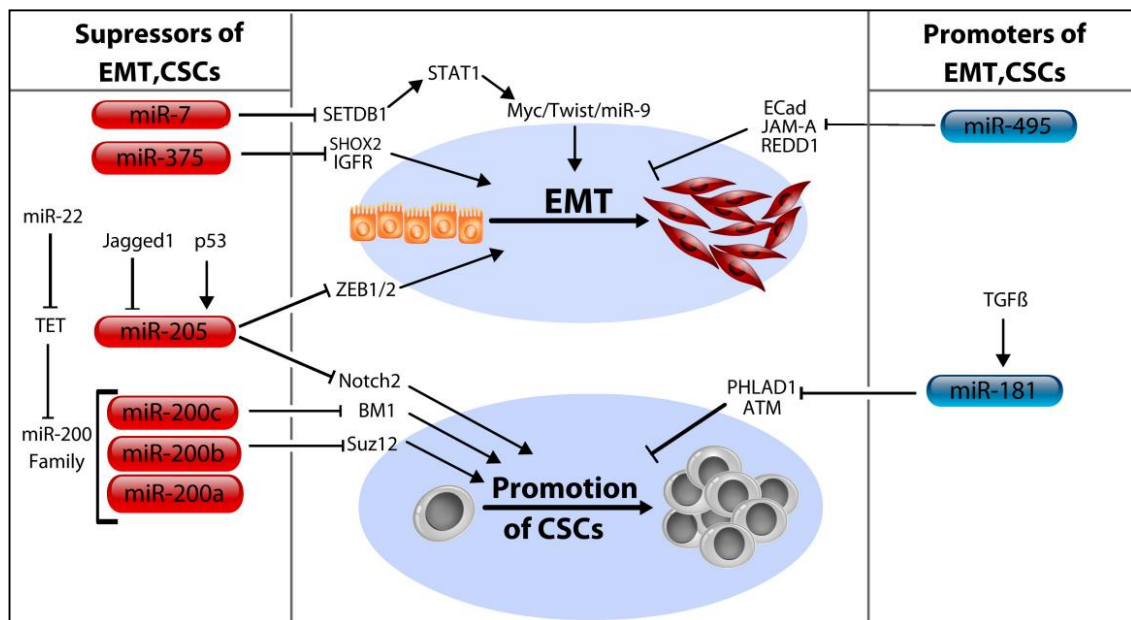 Supressors of
EMT,CSCs
miR-7
miR-375
miR-22
Jagged1
p53
TET
miR-205
miR-200
Family
miR-200c
miR-200b
miR-200a
STAT1
SETDB1
Myc/Twist/miR-9
SHOX2
IGFR
ECad
JAM-A
REDD1
EMT
ZEB1/2
Notch2
BM1
Suz12
PHLAD1
ATM
Promotion
of CSCs
Promoters of
EMT,CSCs
miR-495
TGFß
miR-181